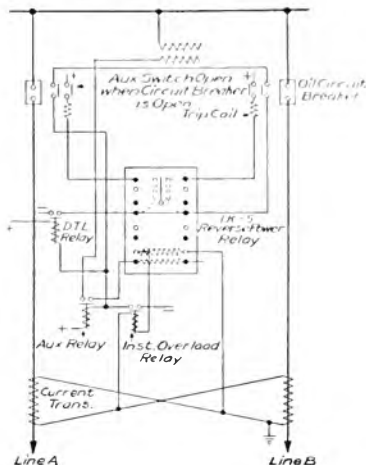 Aux Switch Open
when Circuit Breaker
is Open
Trip Coil
Oil Circuit
Breaker
+
+
D.T.L.
Relay
+
Reverse Power
Relay
+
Aux Relay
Inst. Overload
Relay
Current
Trans.
Line A
Line B